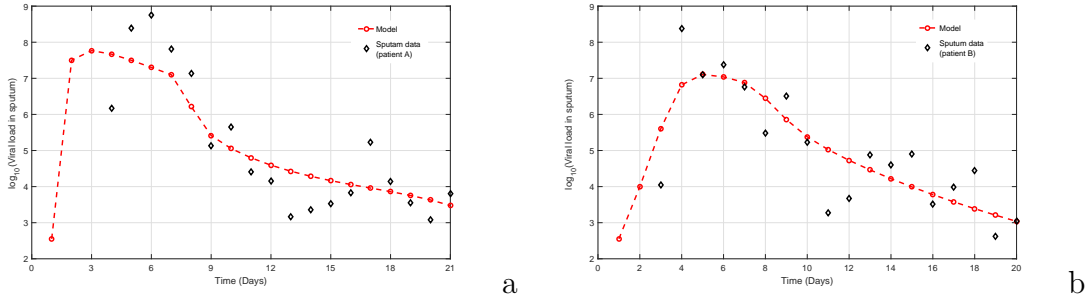 9
8
7
6
5
4
3
2
log10(Viral load in sputum)
0 3 6 9 12 15 18 21
Time (Days)
Model
Sputam data
(patient A)
a
9
8
7
6
5
4
3
2
log10(Viral load in sputum)
0 2 4 6 8 10 12 14 16 18 20
Time (Days)
Model
Sputum data
(patient B)
b